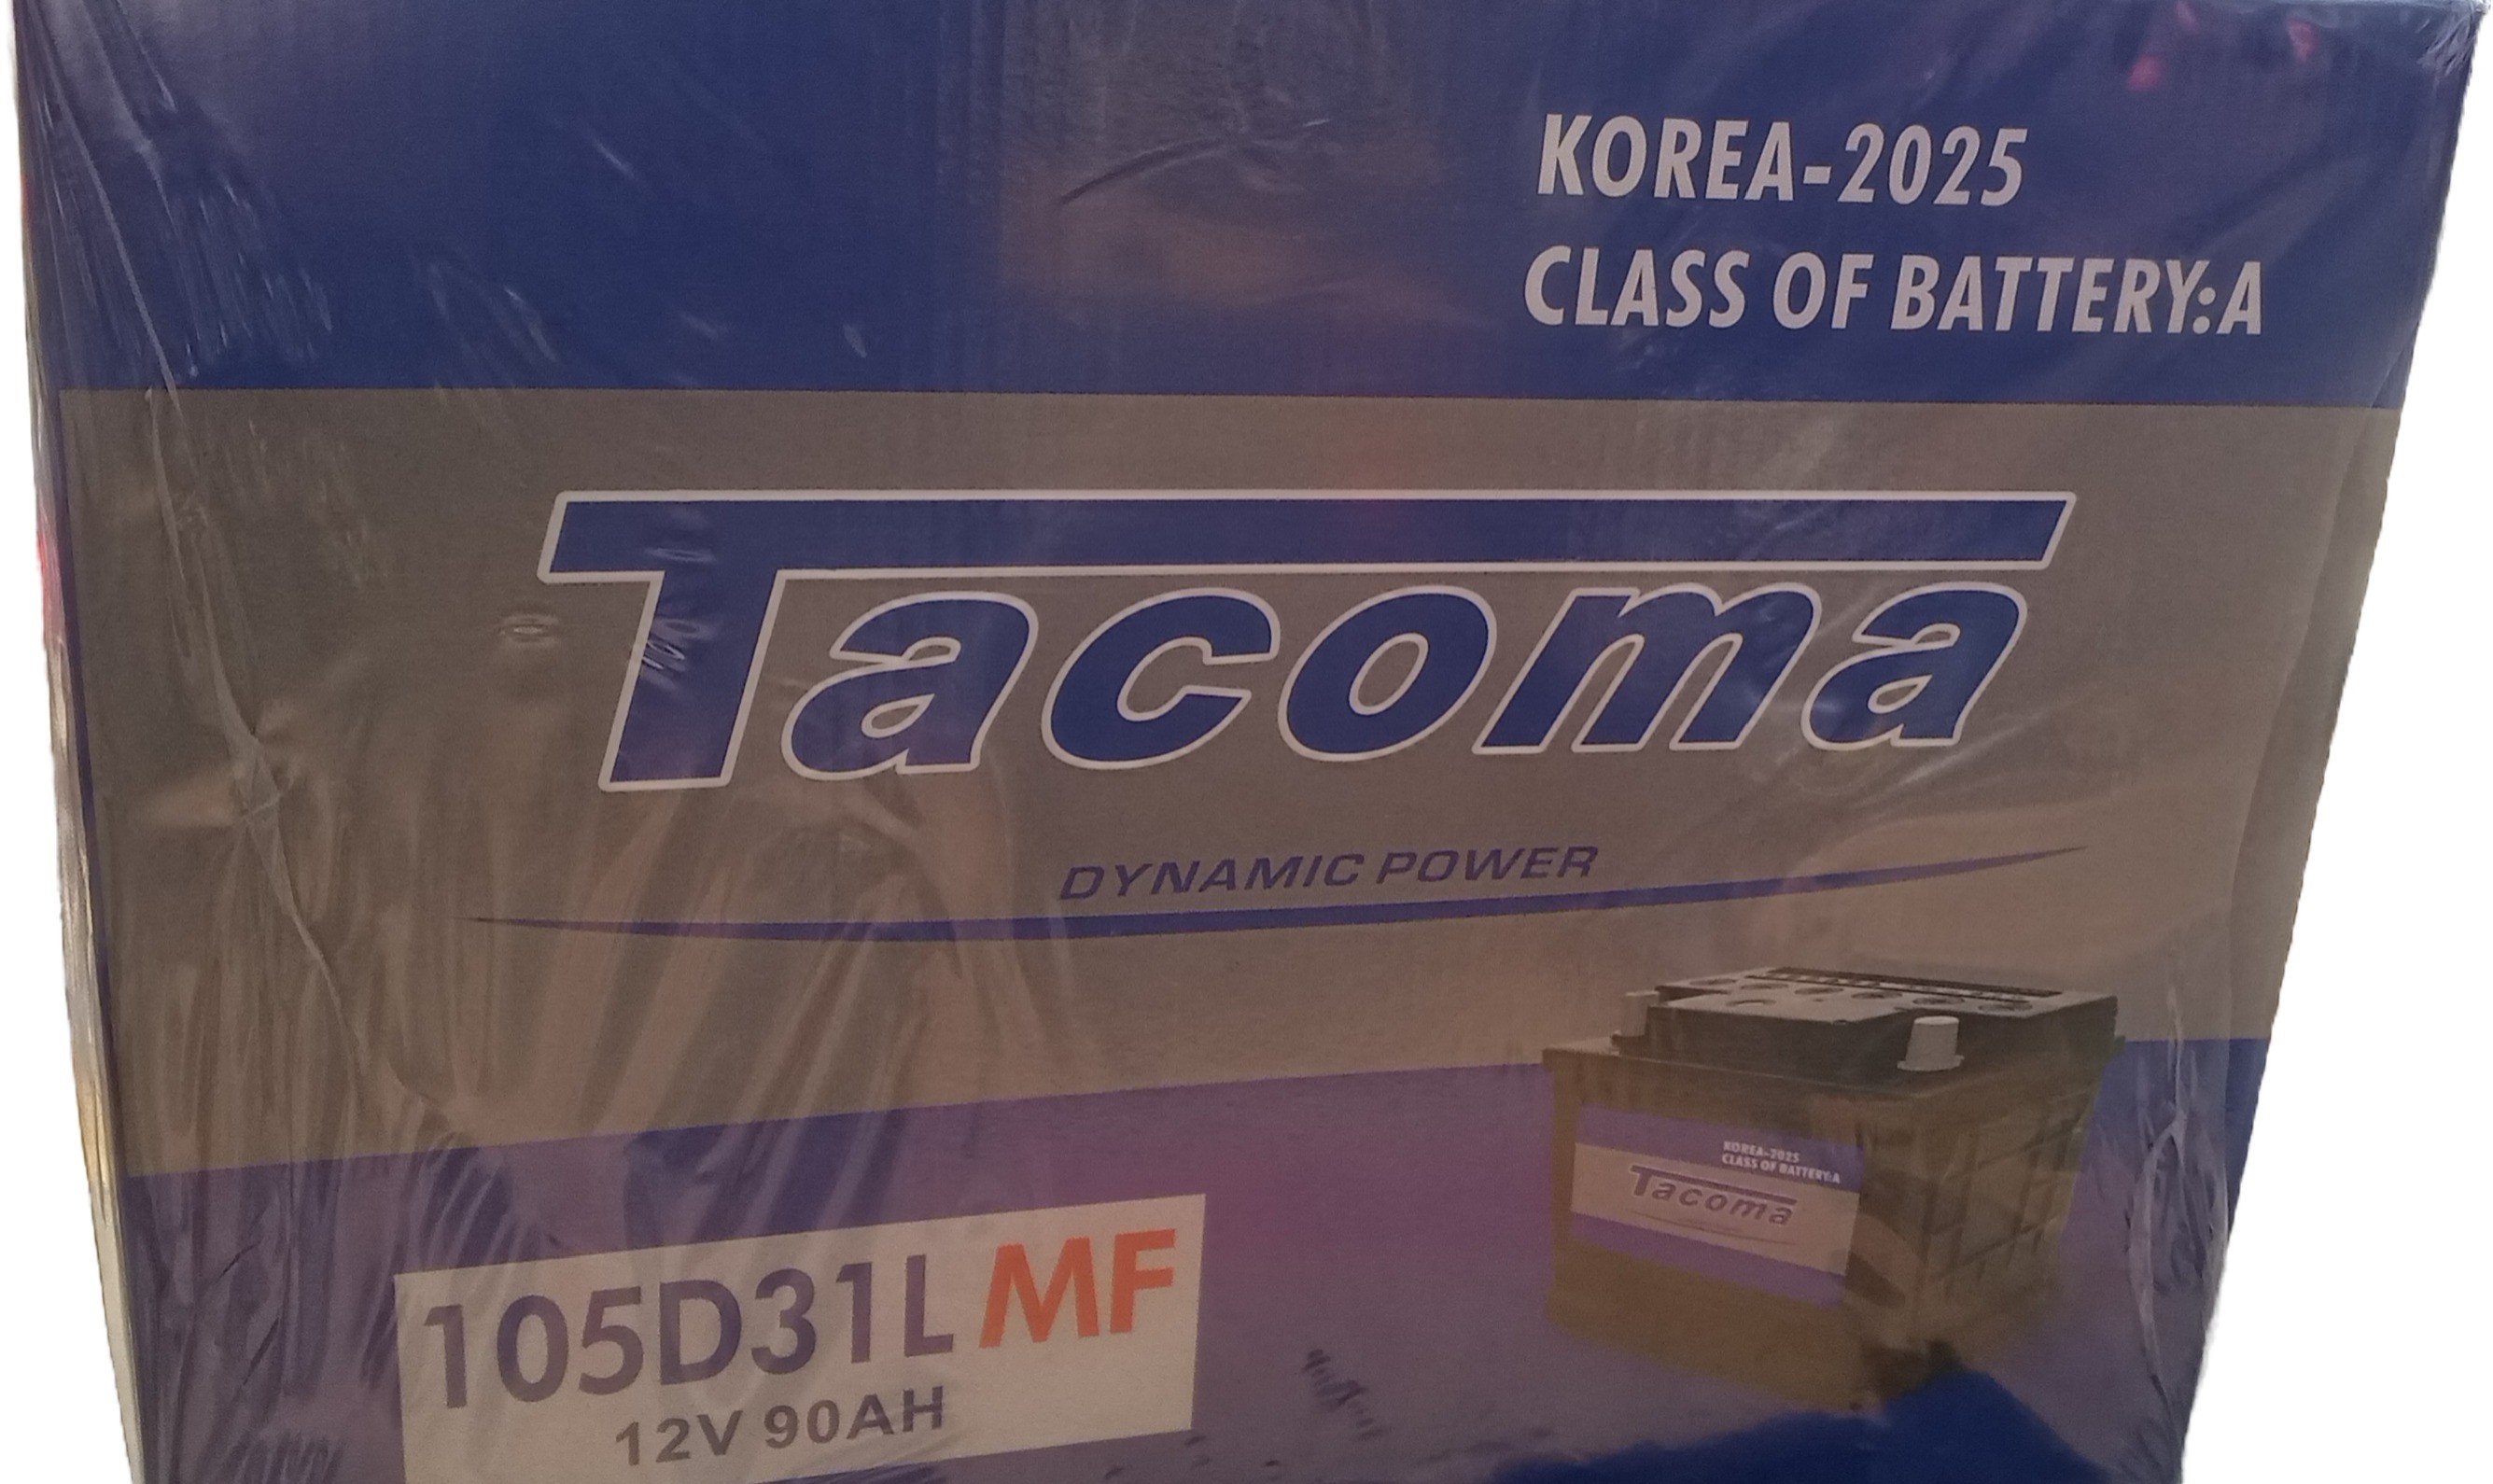 KOREA-2025
CLASS OF BATTERY:A
Tacoma
DYNAMIC POWER
KOREA-2025
CLASS OF BATTERY:A
Tacoma
105D31L MF
12V 90AH